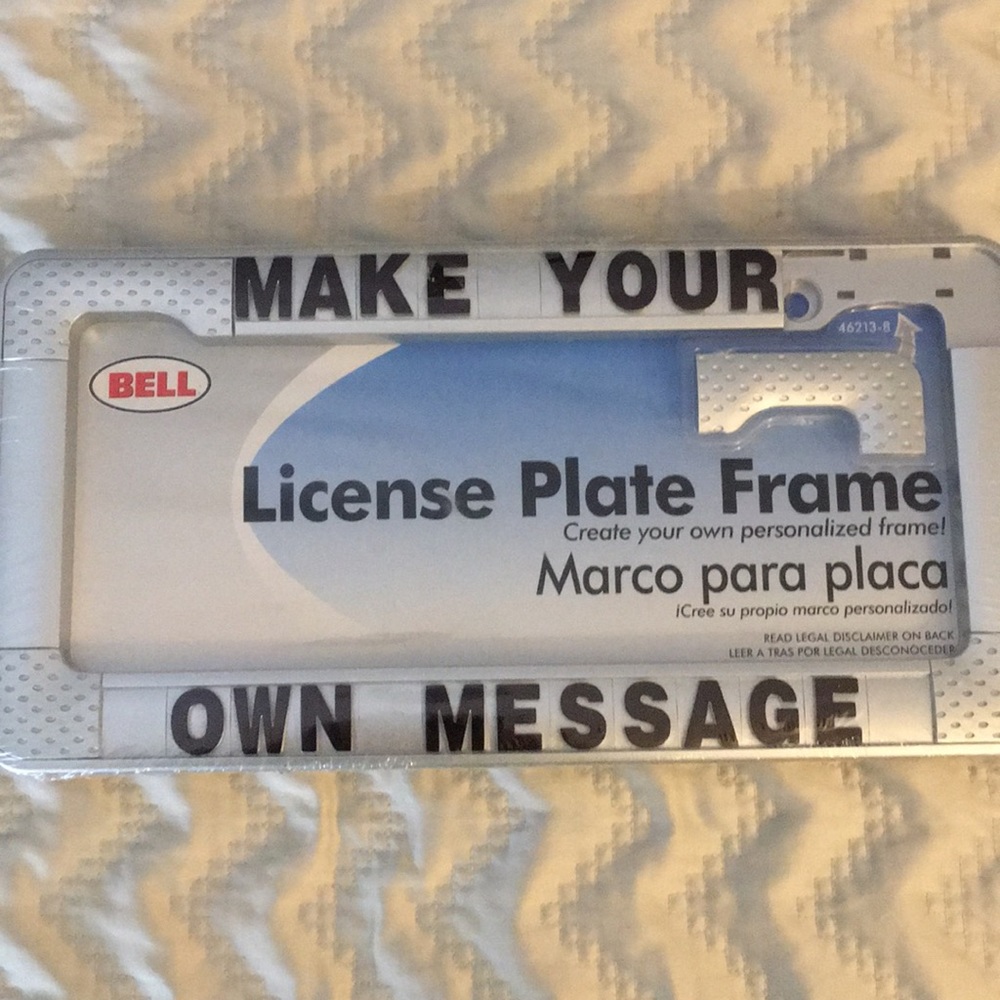 MAKE YOUR
46213-8
BELL
License Plate Frame
Create your own personalized frame!
Marco para placa
¡Cree su propio marco personalizado!
READ LEGAL DISCLAIMER ON BACK
LEER A TRAS POR LEGAL DESCONOCEDER
OWN MESSAGE